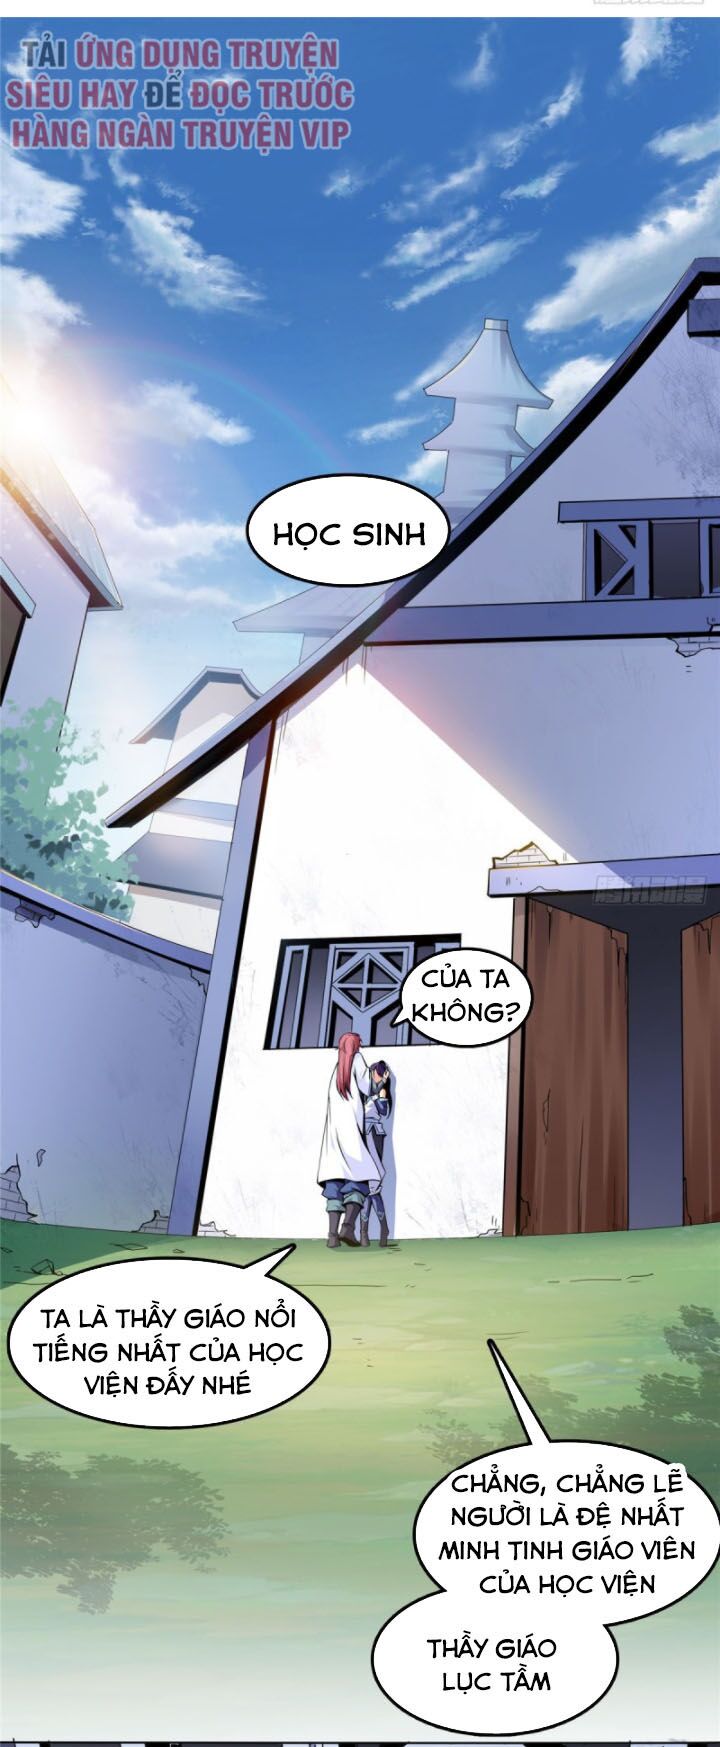 TẢI ỨNG DỤNG TRUYỆN
SIÊU HAY ĐỂ ĐỌC TRƯỚC
HÀNG NGÀN TRUYỆN VIP
HỌC SINH
CỦA TA
KHÔNG?
TA LÀ THẦY GIÁO NỔI
TIẾNG NHẤT CỦA HỌC
VIỆN ĐẤY NHÉ
CHẲNG, CHẲNG LẼ
NGƯỜI LÀ ĐỆ NHẤT
MINH TINH GIÁO VIÊN
CỦA HỌC VIỆN
THẦY GIÁO
LỤC TẦM